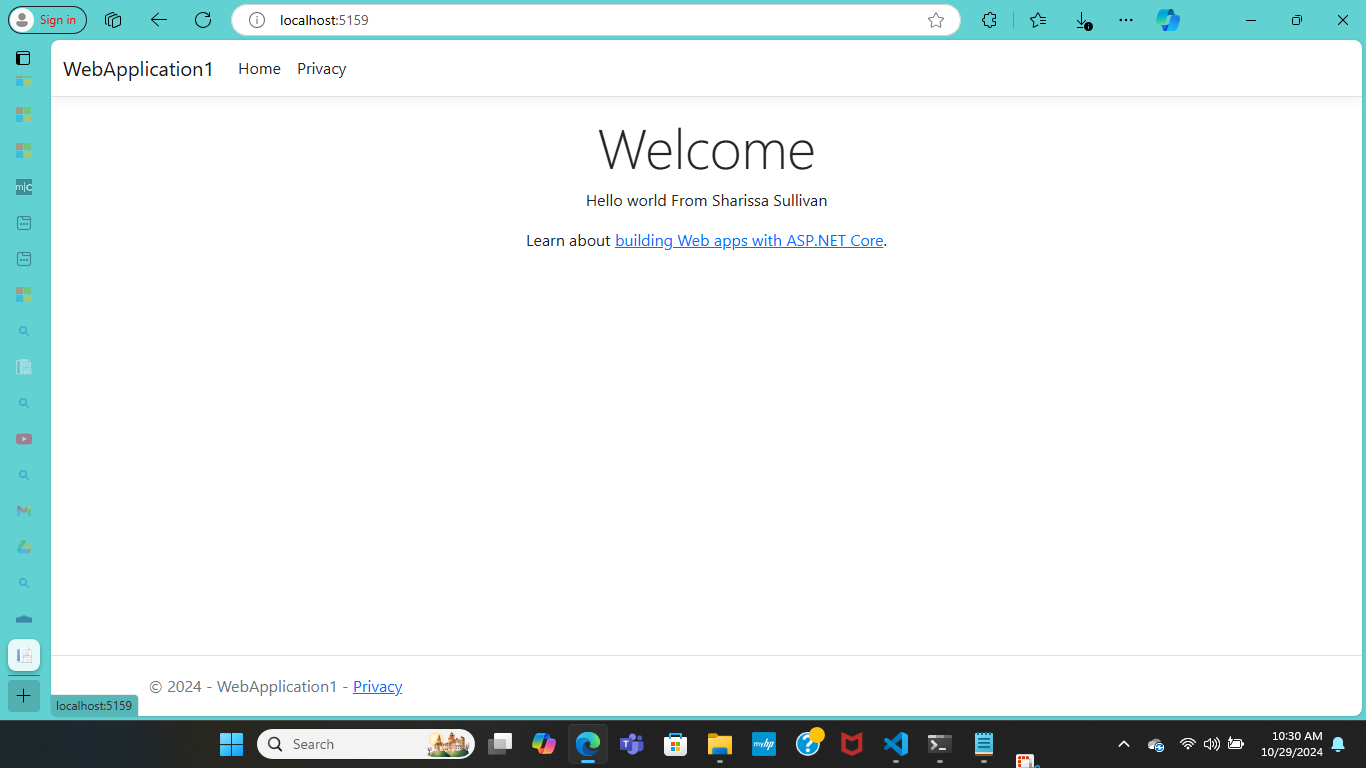 Sign in
localhost:5159
WebApplication1 Home Privacy
Welcome
Hello world From Sharissa Sullivan
Learn about building Web apps with ASP.NET Core.
© 2024 - WebApplication1 - Privacy
localhost:5159
Search
10:30 AM
10/29/2024